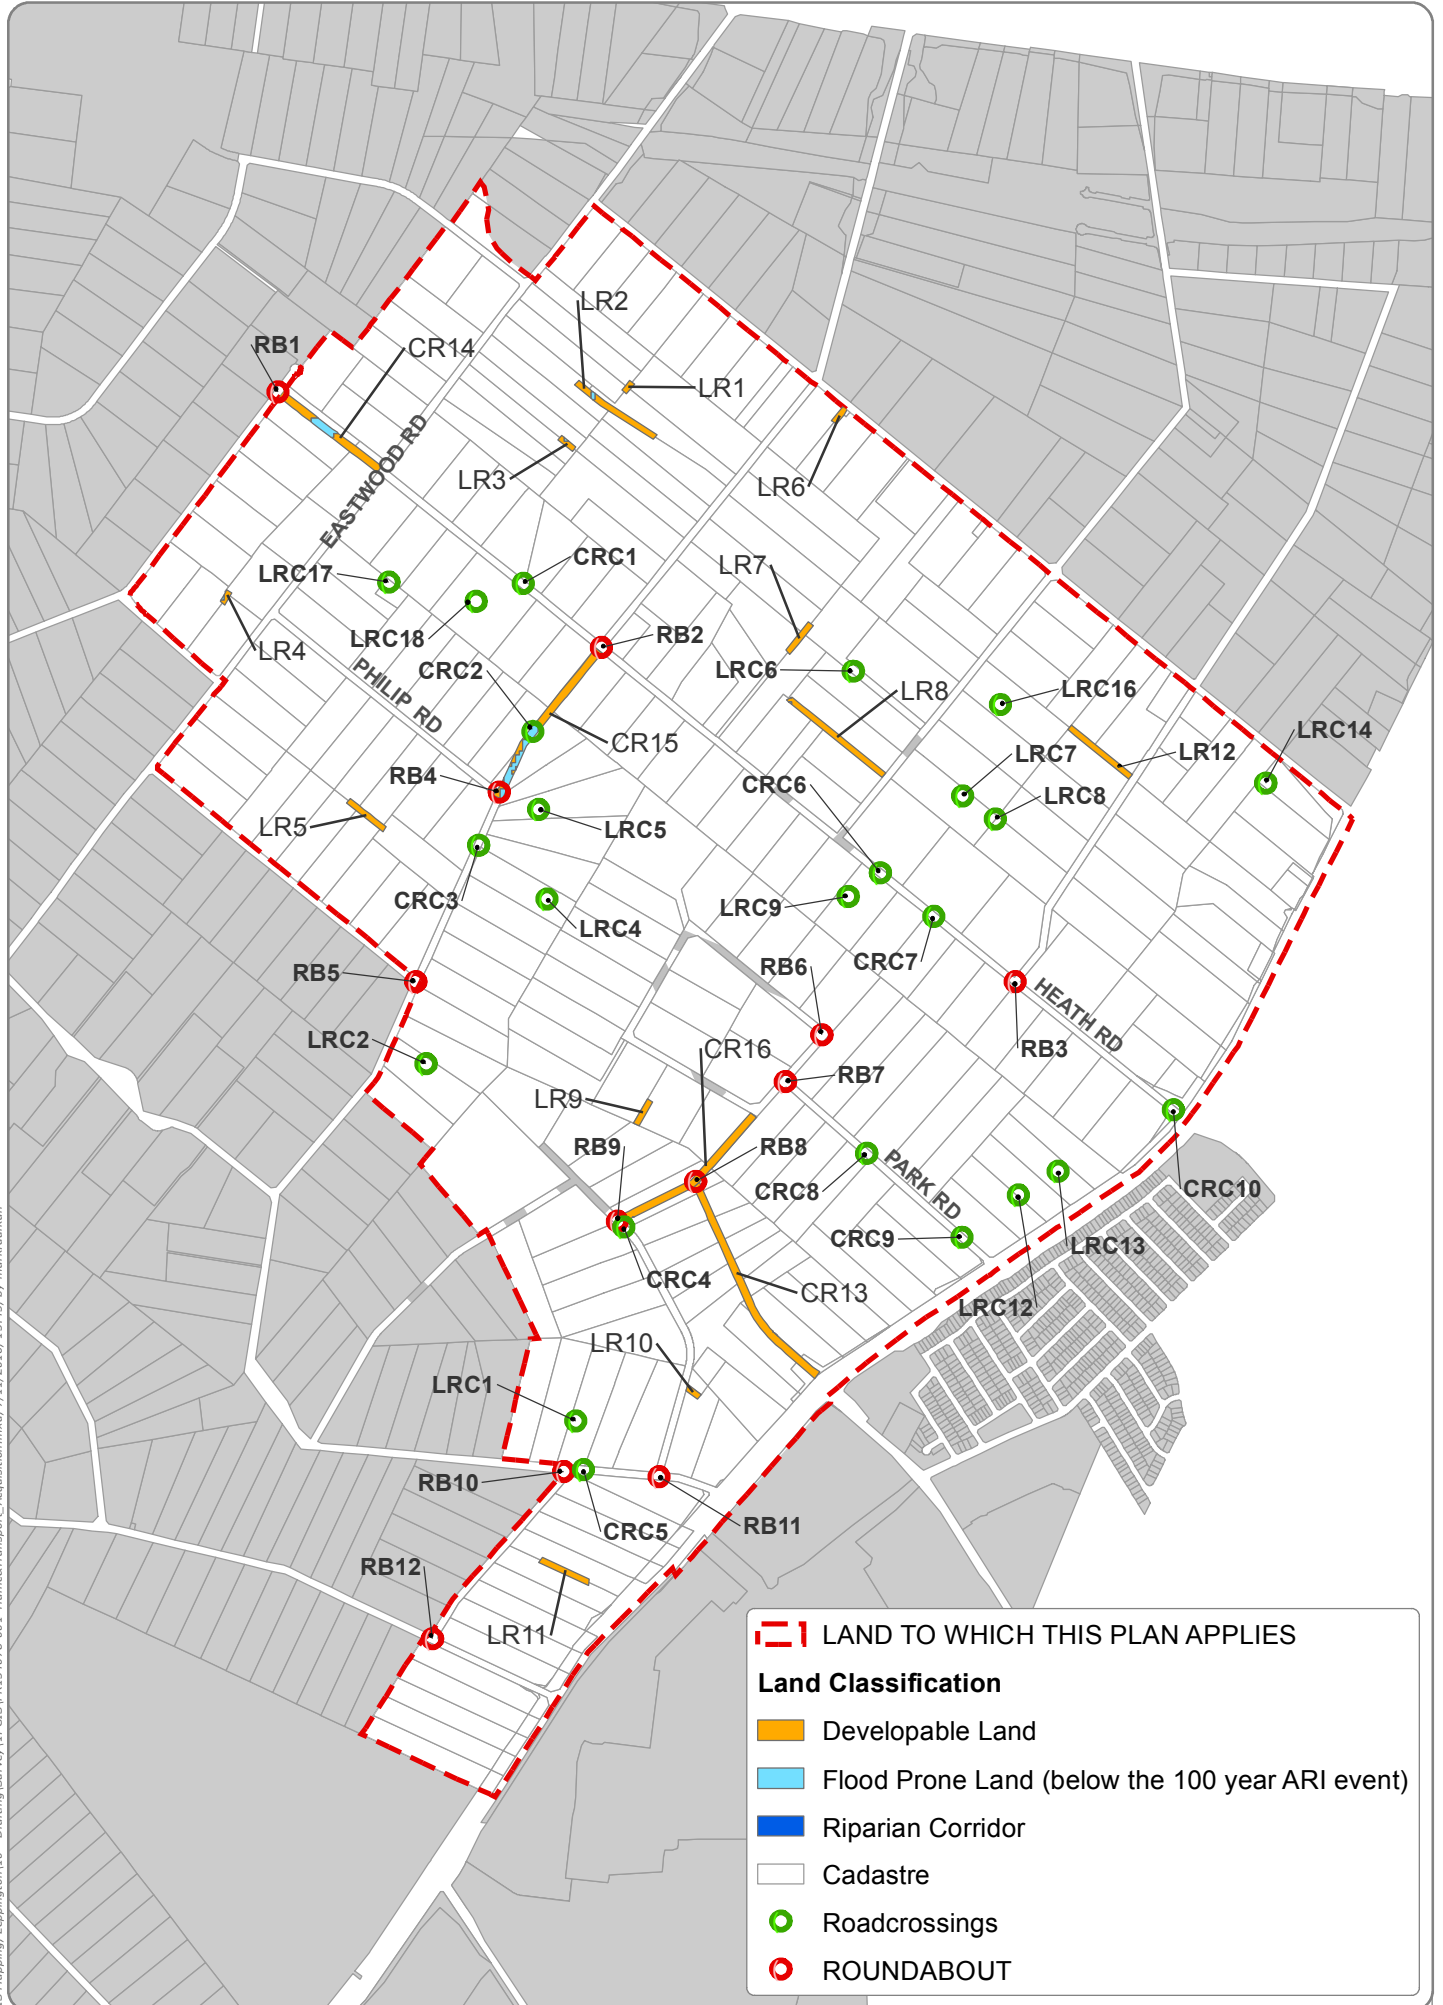 LR2
RB1
CR14
LR1
EASTWOOD RD
LR3
LR6
CRC1
LR7
LRC17
LRC18
RB2
LR4
CRC2
LRC6
PHILIP RD
LR8
LRC16
CR15
LRC14
LRC7
LR12
RB4
CRC6
LRC8
LR5
LRC5
CRC3
LRC9
LRC4
CRC7
RB6
RB5
HEATH RD
LRC2
CR16
RB3
RB7
LR9
RB9
RB8
PARK RD
CRC8
CRC10
CRC9
LRC13
CRC4
CR13
LRC12
LR10
LRC1
RB10
CRC5
RB11
RB12
LR11
LAND TO WHICH THIS PLAN APPLIES
Land Classification
Developable Land
Flood Prone Land (below the 100 year ARI event)
Riparian Corridor
Cadastre
Roadcrossings
ROUNDABOUT